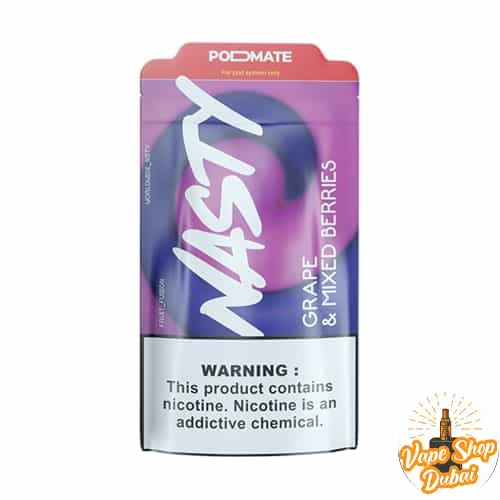 PODMATE
For pod system only
NASTY
GRAPE
& MIXED BERRIES
FRUIT_FUSION
WARNING :
This product contains
nicotine. Nicotine is an
addictive chemical.
Vape Shop
Dubai